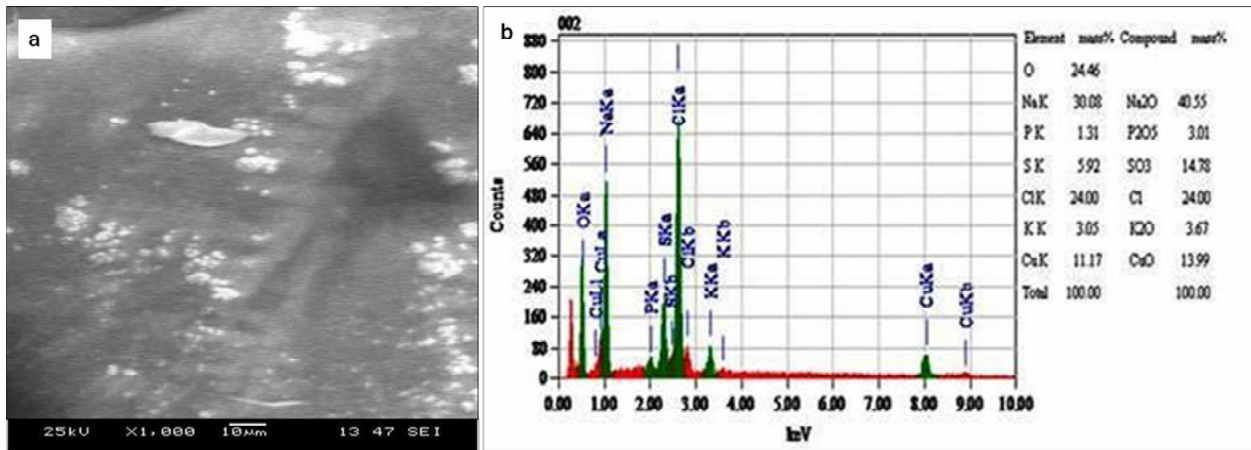 a
25kU X1,000 10µm 13 47 SEI
b
002
Counts
880
800
720
640
560
480
400
320
240
160
80
0
OKa
CuLl
CuLa
NaKa
PKa
SKa
SKb
ClKa
ClKb
KKa
KKb
CuKa
CuKb
0.00 1.00 2.00 3.00 4.00 5.00 6.00 7.00 8.00 9.00 10.00
keV
Element mass% Compound mass%
O 24.46
Na K 30.08 Na2O 40.55
P K 1.31 P2O5 3.01
S K 5.92 SO3 14.78
Cl K 24.00 Cl 24.00
K K 3.05 K2O 3.67
Cu K 11.17 CuO 13.99
Total 100.00 100.00